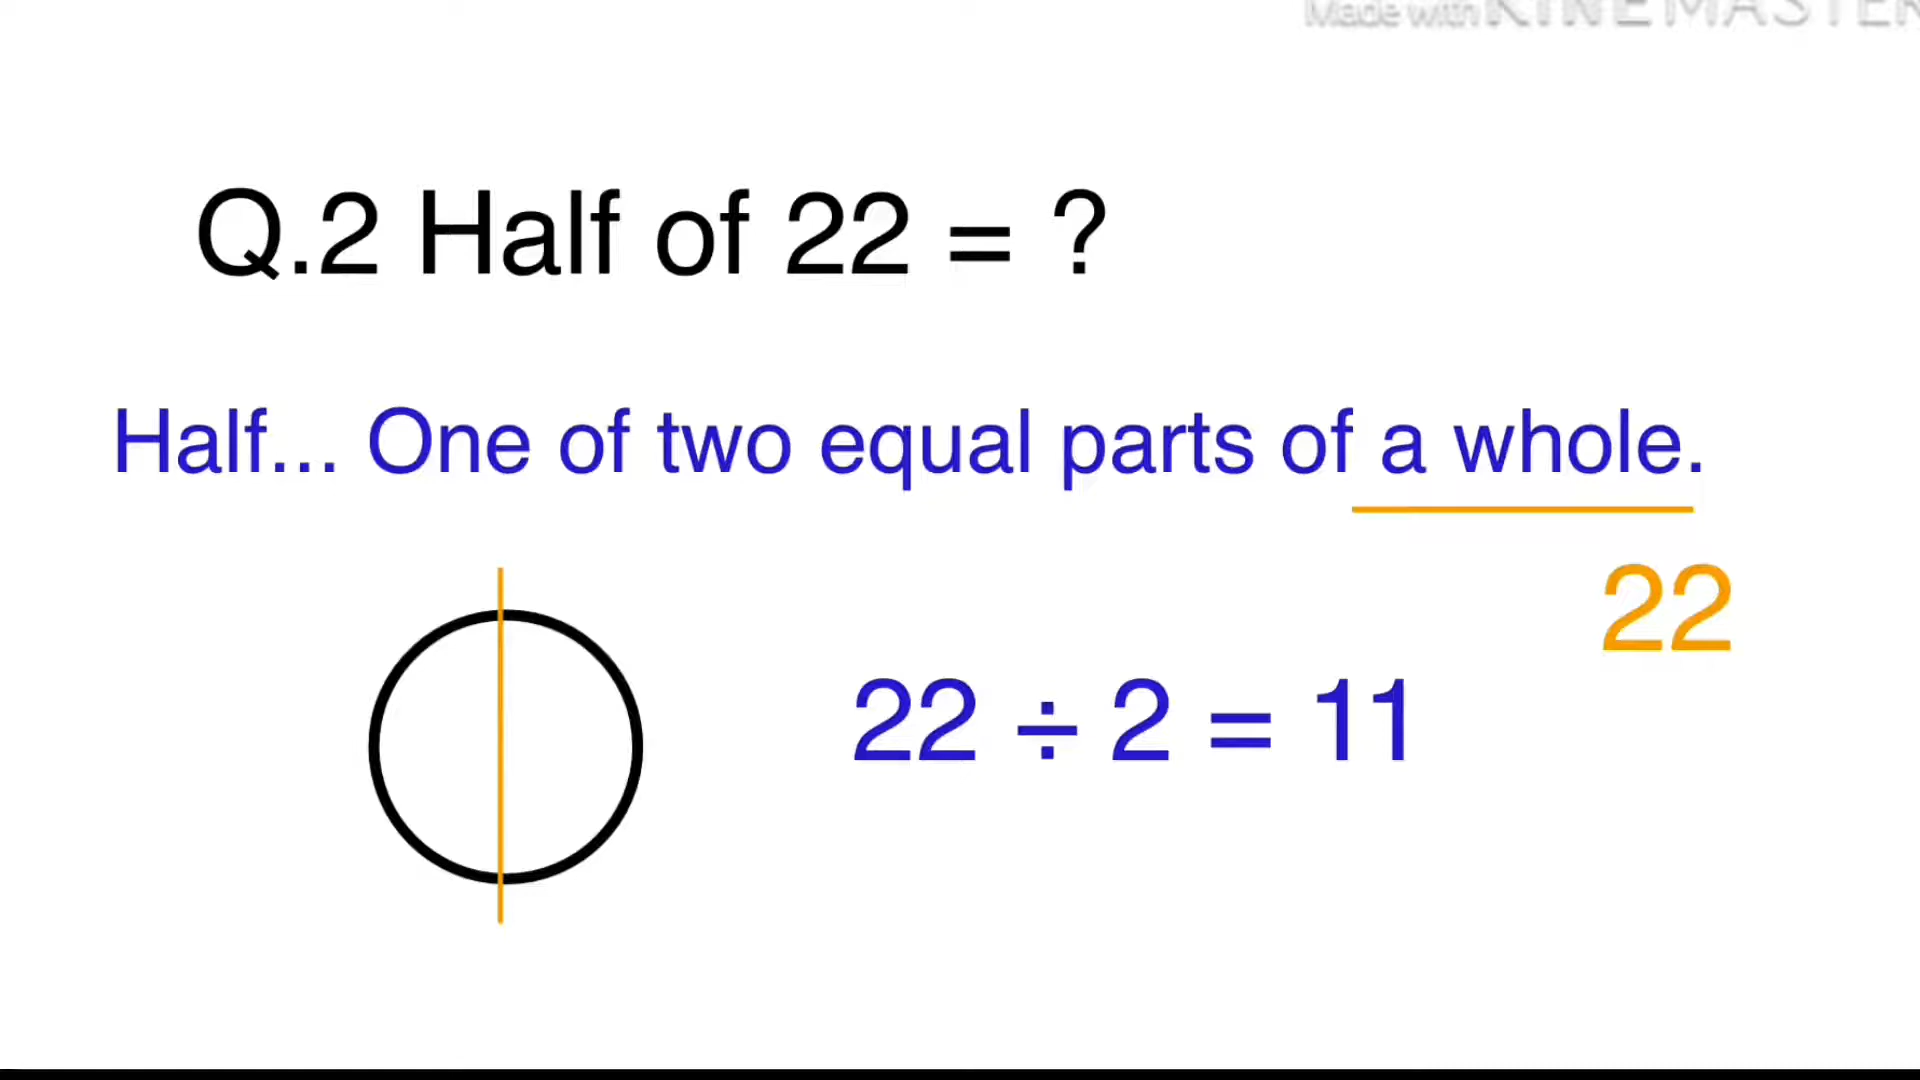 Made with KINEMASTER
Q.2 Half of 22 = ?
Half... One of two equal parts of a whole.
22
22 ÷ 2 = 11